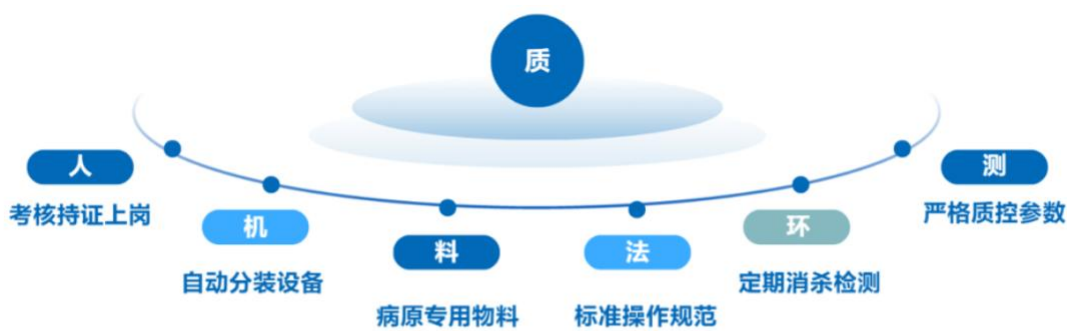 质
人
考核持证上岗
机
自动分装设备
料
病原专用物料
法
标准操作规范
环
定期消杀检测
测
严格质控参数